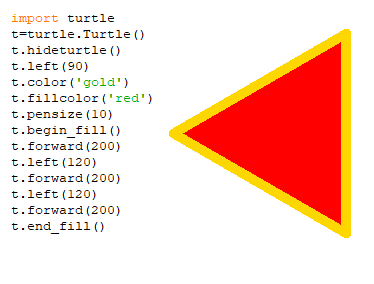 import turtle
t=turtle.Turtle()
t.hideturtle()
t.left(90)
t.color('gold')
t.fillcolor('red')
t.pensize(10)
t.begin_fill()
t.forward(200)
t.left(120)
t.forward(200)
t.left(120)
t.forward(200)
t.end_fill()